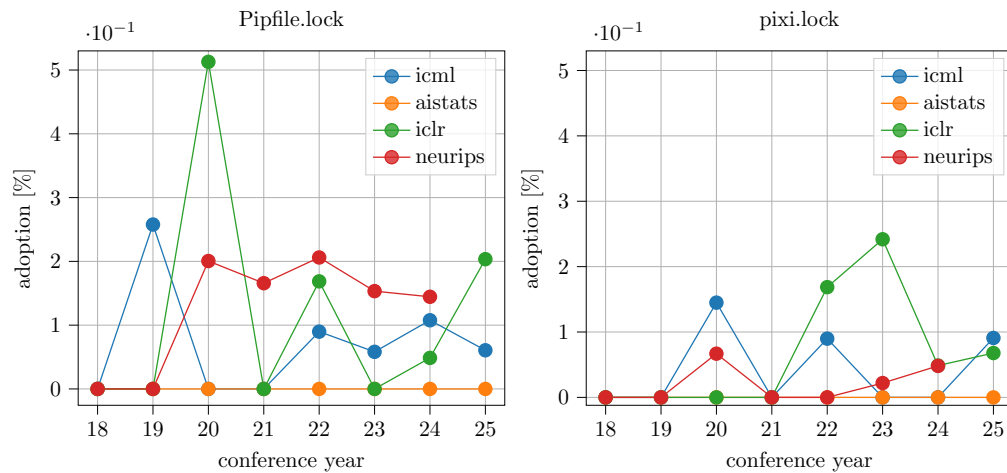 Pipfile.lock
·10⁻¹
5
4
3
2
1
0
adoption [%]
icml
aistats
iclr
neurips
18 19 20 21 22 23 24 25
conference year
pixi.lock
·10⁻¹
5
4
3
2
1
0
adoption [%]
icml
aistats
iclr
neurips
18 19 20 21 22 23 24 25
conference year